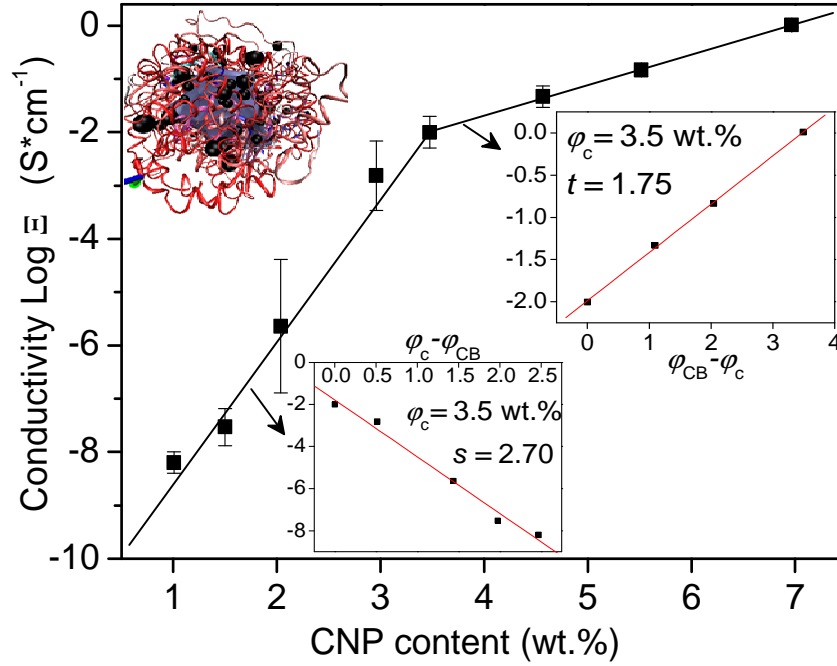 Conductivity Log Ξ (S*cm⁻¹)
0
-2
-4
-6
-8
-10
1 2 3 4 5 6 7
CNP content (wt.%)
φc = 3.5 wt.%
t = 1.75
0.0
-0.5
-1.0
-1.5
-2.0
0 1 2 3 4
φCB-φc
φc-φCB
0.0 0.5 1.0 1.5 2.0 2.5
0
-2
-4
-6
-8
φc = 3.5 wt.%
s = 2.70